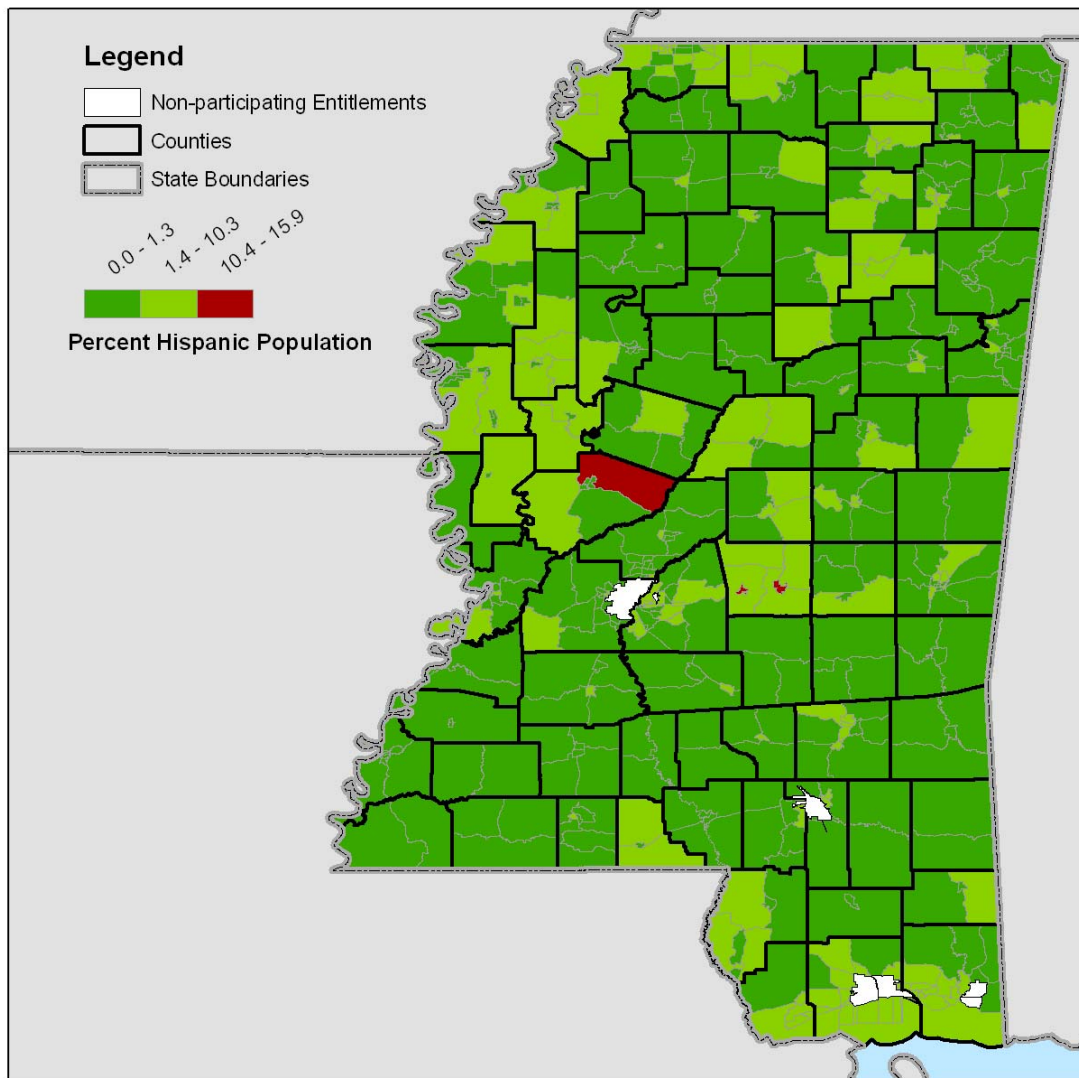 Legend
Non-participating Entitlements
Counties
State Boundaries
0.0 - 1.3
1.4 - 10.3
10.4 - 15.9
Percent Hispanic Population